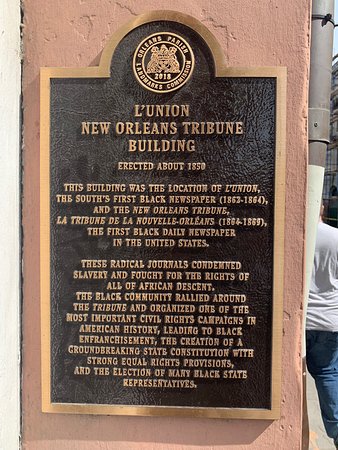 ORLEANS PARISH
LANDMARKS COMMISSION
2018
L'UNION
NEW ORLEANS TRIBUNE
BUILDING
ERECTED ABOUT 1850
THIS BUILDING WAS THE LOCATION OF L'UNION,
THE SOUTH'S FIRST BLACK NEWSPAPER (1862-1864),
AND THE NEW ORLEANS TRIBUNE,
LA TRIBUNE DE LA NOUVELLE-ORLÉANS (1864-1869),
THE FIRST BLACK DAILY NEWSPAPER
IN THE UNITED STATES.
THESE RADICAL JOURNALS CONDEMNED
SLAVERY AND FOUGHT FOR THE RIGHTS OF
ALL OF AFRICAN DESCENT.
THE BLACK COMMUNITY RALLIED AROUND
THE TRIBUNE AND ORGANIZED ONE OF THE
MOST IMPORTANT CIVIL RIGHTS CAMPAIGNS IN
AMERICAN HISTORY, LEADING TO BLACK
ENFRANCHISEMENT, THE CREATION OF A
GROUNDBREAKING STATE CONSTITUTION WITH
STRONG EQUAL RIGHTS PROVISIONS,
AND THE ELECTION OF MANY BLACK STATE
REPRESENTATIVES.